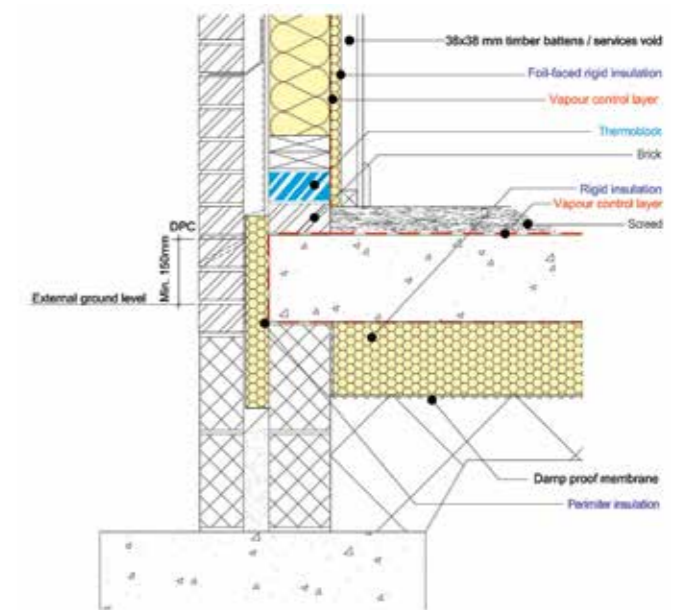 38x38 mm timber battens / services void
Foil-faced rigid insulation
Vapour control layer
Thermoblock
Brick
Rigid insulation
Vapour control layer
Screed
DPC
Min. 150mm
External ground level
Damp proof membrane
Perimiter insulation